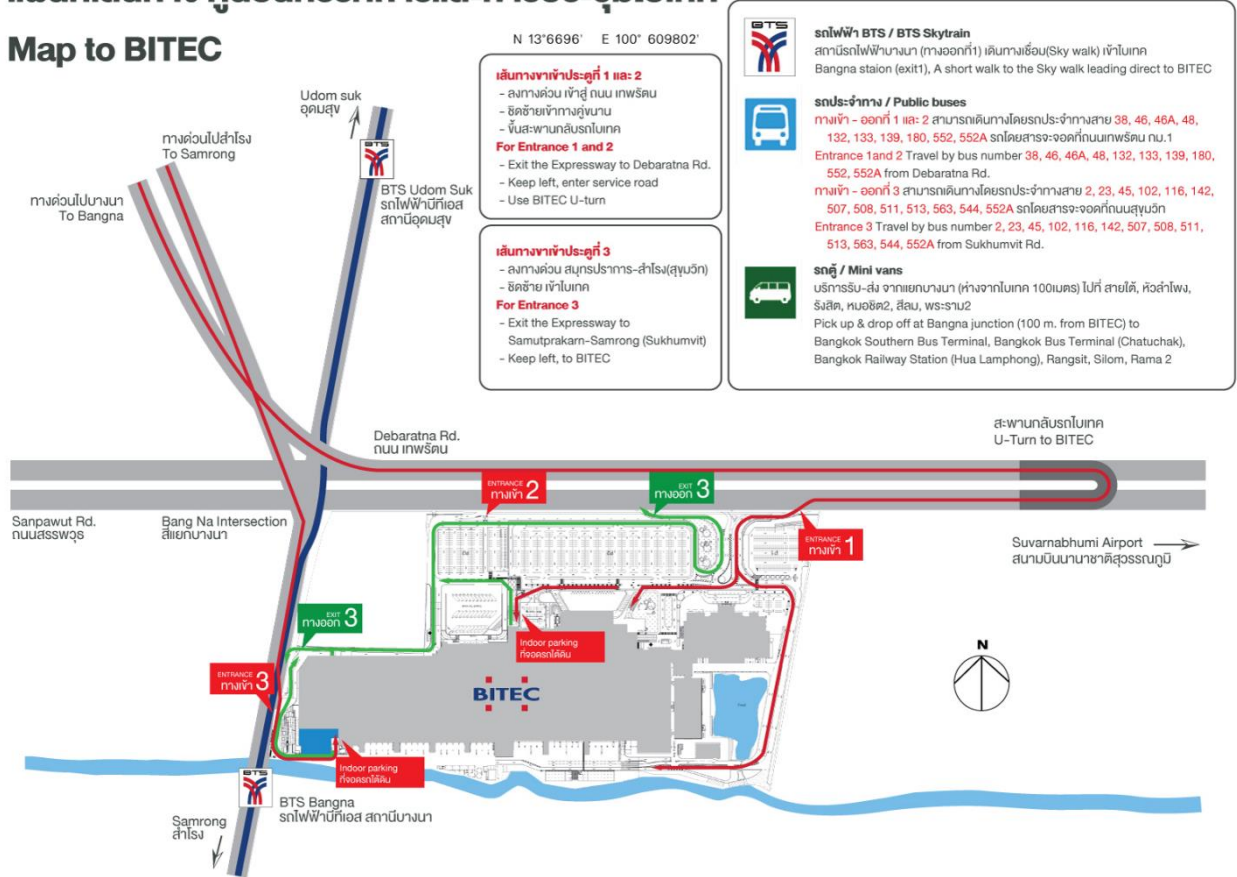 Map to BITEC
N 13°6696' E 100° 609802'
เส้นทางขาเข้าประตูที่ 1 และ 2
- ลงทางด่วน เข้าสู่ ถนน เทพรัตน
- ชิดซ้ายเข้าทางคู่ขนาน
- ขึ้นสะพานกลับรถไบเทค
For Entrance 1 and 2
- Exit the Expressway to Debaratna Rd.
- Keep left, enter service road
- Use BITEC U-turn
เส้นทางขาเข้าประตูที่ 3
- ลงทางด่วน สมุทรปราการ-สำโรง(สุขุมวิท)
- ชิดซ้าย เข้าไบเทค
For Entrance 3
- Exit the Expressway to
Samutprakarn-Samrong (Sukhumvit)
- Keep left, to BITEC
BTS
รถไฟฟ้า BTS / BTS Skytrain
สถานีรถไฟฟ้าบางนา (ทางออกที่1) เดินทางเชื่อม(Sky walk) เข้าไบเทค
Bangna staion (exit1), A short walk to the Sky walk leading direct to BITEC
รถประจำทาง / Public buses
ทางเข้า - ออกที่ 1 และ 2 สามารถเดินทางโดยรถประจำทางสาย 38, 46, 46A, 48,
132, 133, 139, 180, 552, 552A รถโดยสารจะจอดที่ถนนเทพรัตน กม.1
Entrance 1and 2 Travel by bus number 38, 46, 46A, 48, 132, 133, 139, 180,
552, 552A from Debaratna Rd.
ทางเข้า - ออกที่ 3 สามารถเดินทางโดยรถประจำทางสาย 2, 23, 45, 102, 116, 142,
507, 508, 511, 513, 563, 544, 552A รถโดยสารจะจอดที่ถนนสุขุมวิท
Entrance 3 Travel by bus number 2, 23, 45, 102, 116, 142, 507, 508, 511,
513, 563, 544, 552A from Sukhumvit Rd.
รถตู้ / Mini vans
บริการรับ-ส่ง จากแยกบางนา (ห่างจากไบเทค 100เมตร) ไปที่ สายใต้, หัวลำโพง,
รังสิต, หมอชิต2, สีลม, พระราม2
Pick up & drop off at Bangna junction (100 m. from BITEC) to
Bangkok Southern Bus Terminal, Bangkok Bus Terminal (Chatuchak),
Bangkok Railway Station (Hua Lamphong), Rangsit, Silom, Rama 2
Udom suk
อุดมสุข
ทางด่วนไปสำโรง
To Samrong
ทางด่วนไปบางนา
To Bangna
BTS
BTS Udom Suk
รถไฟฟ้าบีทีเอส
สถานีอุดมสุข
Debaratna Rd.
ถนน เทพรัตน
สะพานกลับรถไบเทค
U-Turn to BITEC
ENTRANCE
ทางเข้า 2
EXIT
ทางออก 3
Sanpawut Rd.
ถนนสรรพวุธ
Bang Na Intersection
สี่แยกบางนา
ENTRANCE
ทางเข้า 1
Suvarnabhumi Airport
สนามบินนานาชาติสุวรรณภูมิ
EXIT
ทางออก 3
Indoor parking
ที่จอดรถใต้ดิน
N
ENTRANCE
ทางเข้า 3
BITEC
Indoor parking
ที่จอดรถใต้ดิน
BTS
BTS Bangna
รถไฟฟ้าบีทีเอส สถานีบางนา
Samrong
สำโรง